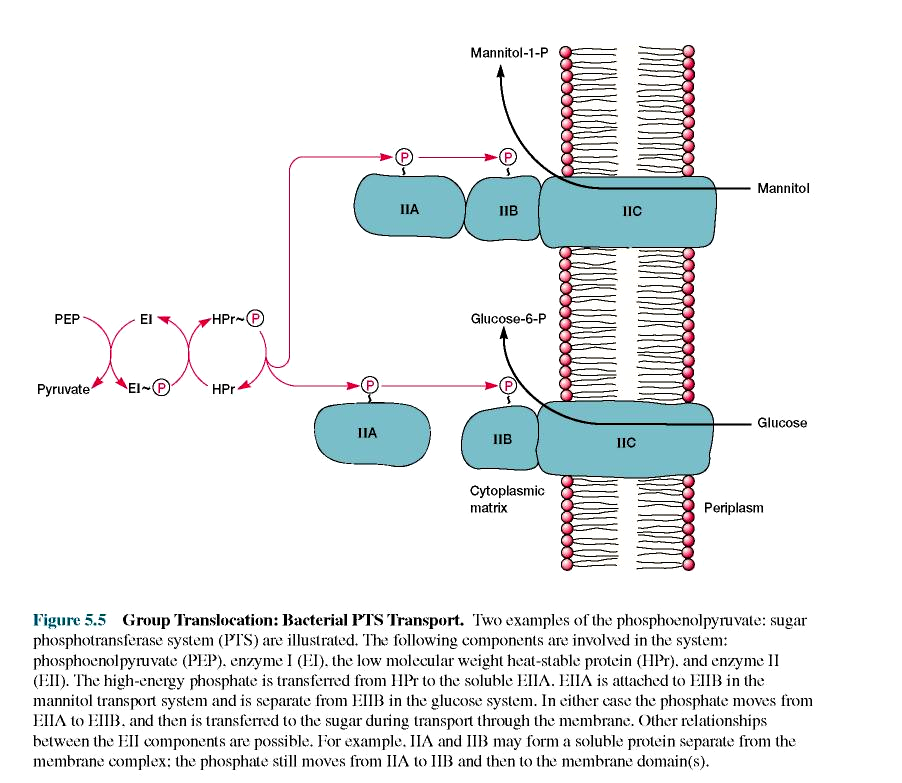 Mannitol-1-P
P
P
Mannitol
IIA
IIB
IIC
PEP
EI
HPr~P
Glucose-6-P
Pyruvate
EI~P
HPr
P
P
Glucose
IIA
IIB
IIC
Cytoplasmic
matrix
Periplasm
Figure 5.5 Group Translocation: Bacterial PTS Transport. Two examples of the phosphoenolpyruvate: sugar
phosphotransferase system (PTS) are illustrated. The following components are involved in the system:
phosphoenolpyruvate (PEP), enzyme I (EI), the low molecular weight heat-stable protein (HPr), and enzyme II
(EII). The high-energy phosphate is transferred from HPr to the soluble EIIA. EIIA is attached to EIIB in the
mannitol transport system and is separate from EIIB in the glucose system. In either case the phosphate moves from
EIIA to EIIB, and then is transferred to the sugar during transport through the membrane. Other relationships
between the EII components are possible. For example, IIA and IIB may form a soluble protein separate from the
membrane complex; the phosphate still moves from IIA to IIB and then to the membrane domain(s).